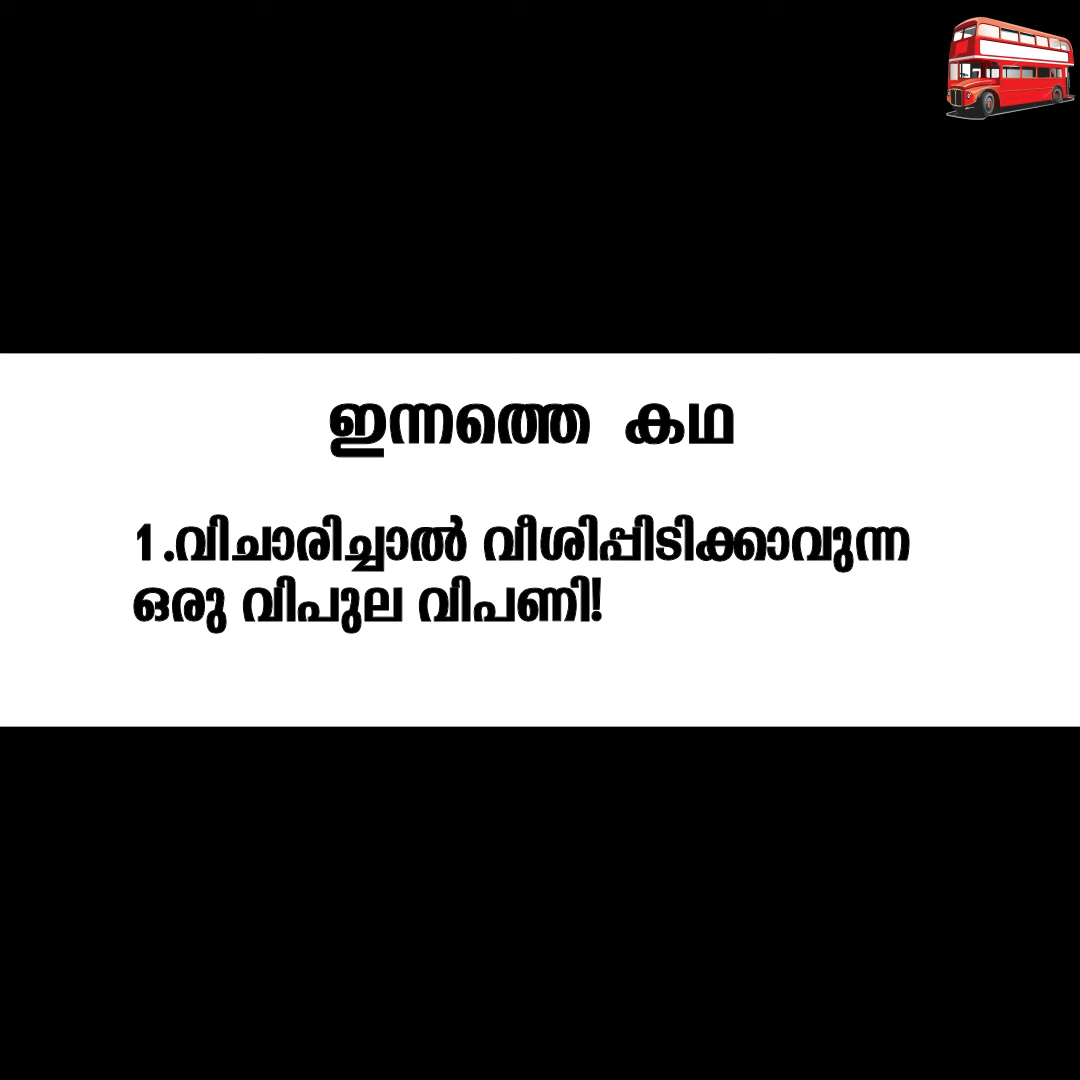 ഇന്നത്തെ കഥ
1.വിചാരിച്ചാൽ വീശിപ്പിടിക്കാവുന്ന
ഒരു വിപുല വിപണി!